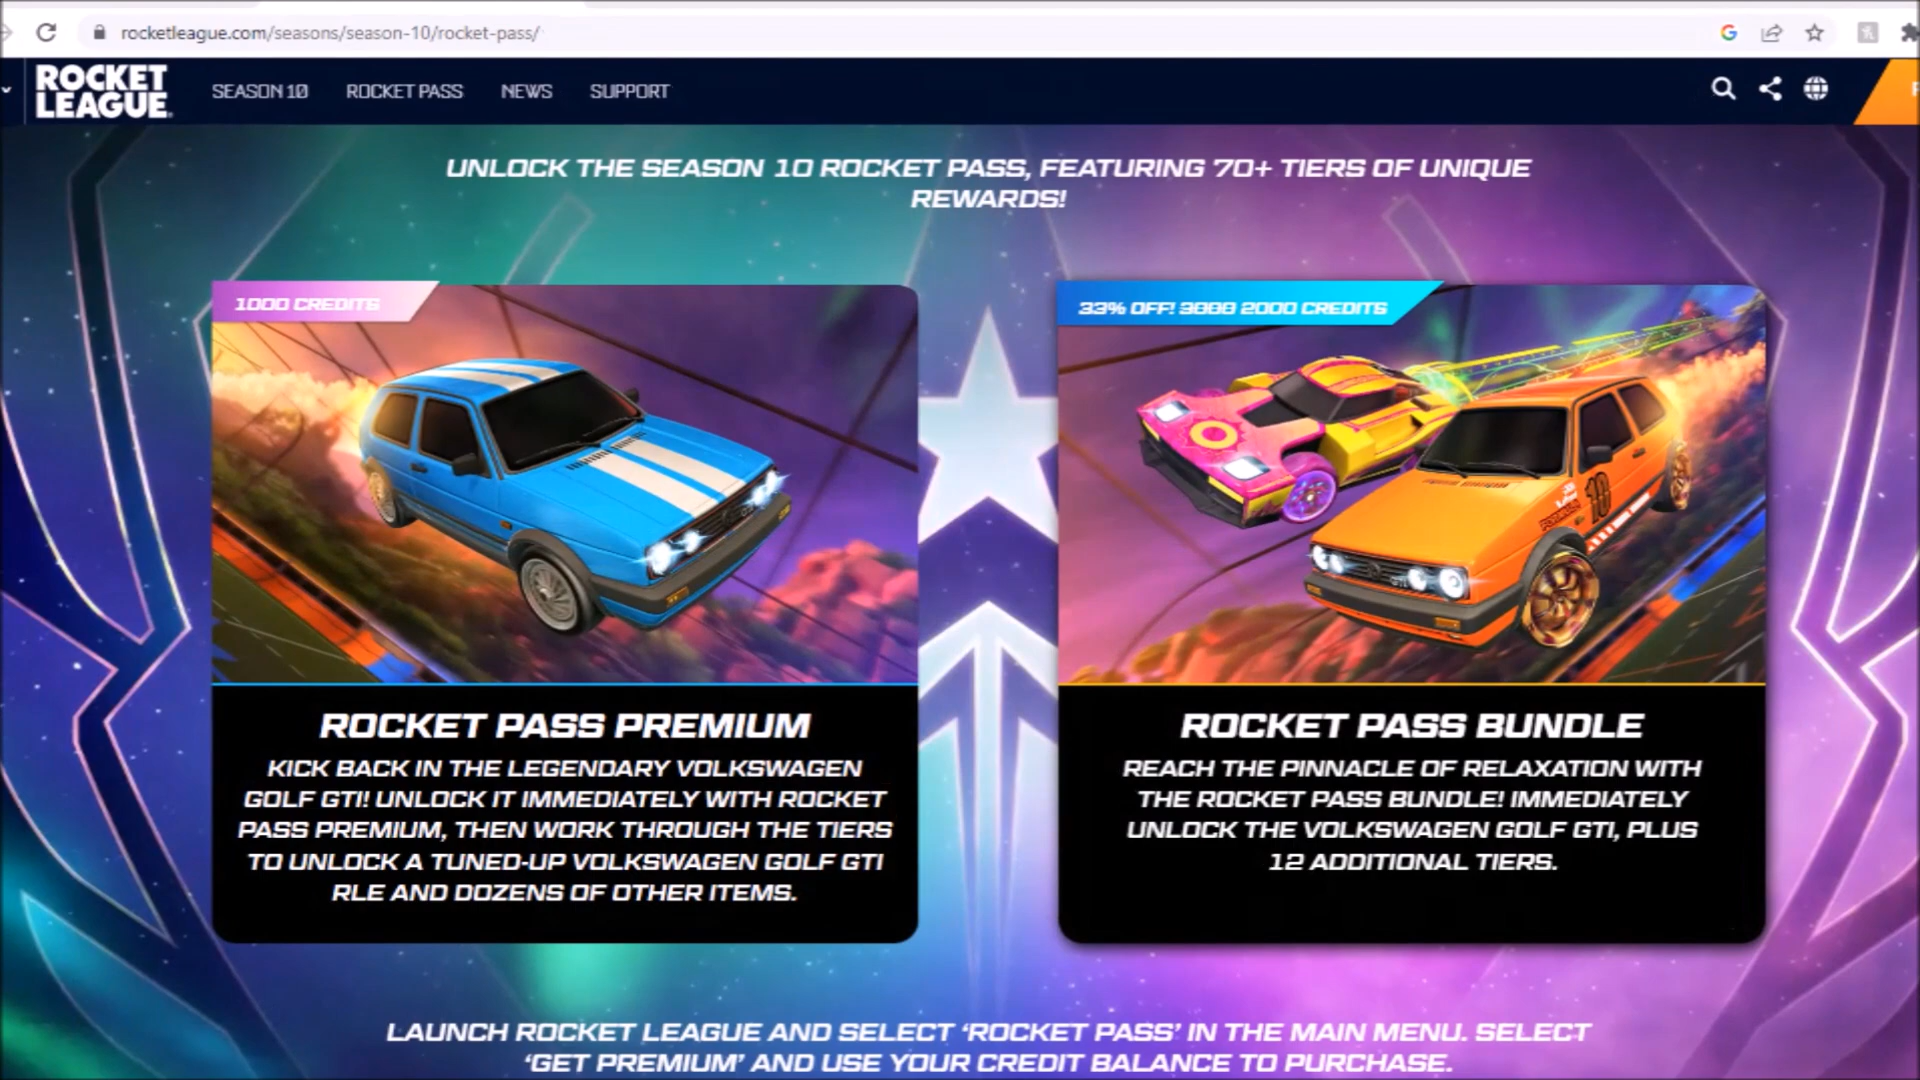 rocketleague.com/seasons/season-10/rocket-pass/
ROCKET
LEAGUE
SEASON 10
ROCKET PASS
NEWS
SUPPORT
UNLOCK THE SEASON 10 ROCKET PASS, FEATURING 70+ TIERS OF UNIQUE
REWARDS!
1000 CREDITS
33% OFF! 3000 2000 CREDITS
10
ROCKET PASS PREMIUM
KICK BACK IN THE LEGENDARY VOLKSWAGEN
GOLF GTI! UNLOCK IT IMMEDIATELY WITH ROCKET
PASS PREMIUM, THEN WORK THROUGH THE TIERS
TO UNLOCK A TUNED-UP VOLKSWAGEN GOLF GTI
RLE AND DOZENS OF OTHER ITEMS.
ROCKET PASS BUNDLE
REACH THE PINNACLE OF RELAXATION WITH
THE ROCKET PASS BUNDLE! IMMEDIATELY
UNLOCK THE VOLKSWAGEN GOLF GTI, PLUS
12 ADDITIONAL TIERS.
LAUNCH ROCKET LEAGUE AND SELECT ‘ROCKET PASS’ IN THE MAIN MENU. SELECT
‘GET PREMIUM’ AND USE YOUR CREDIT BALANCE TO PURCHASE.